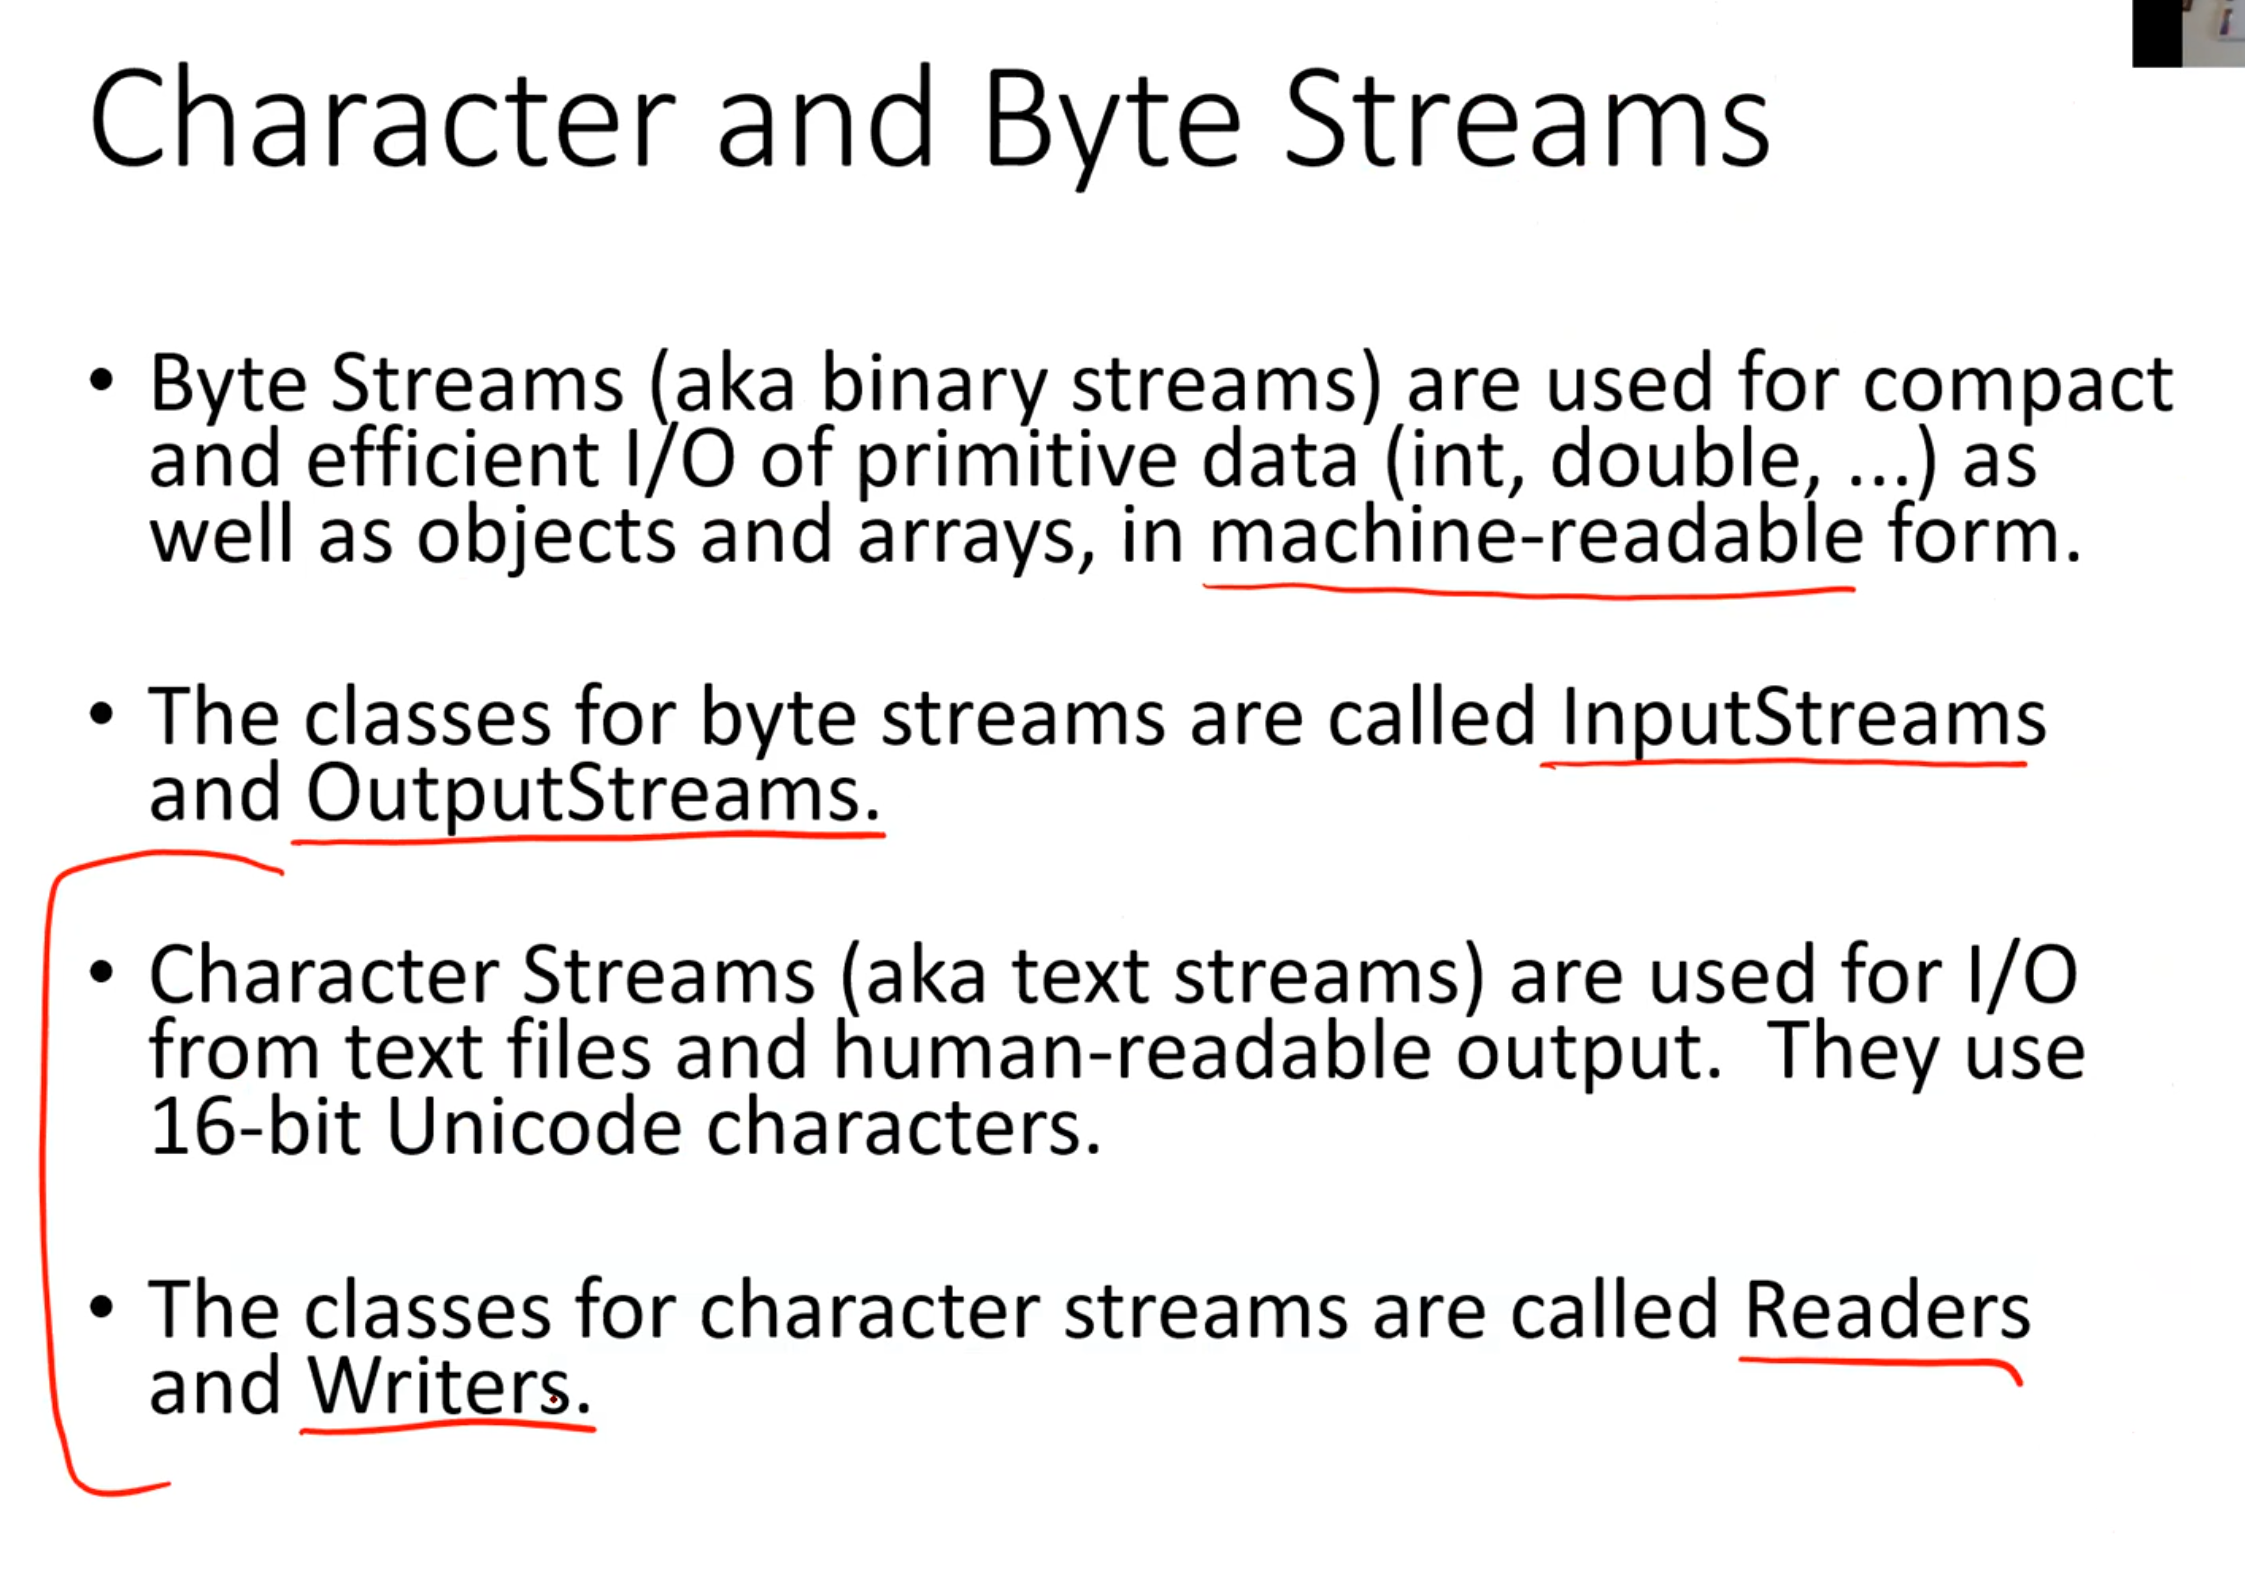 Character and Byte Streams
• Byte Streams (aka binary streams) are used for compact
and efficient I/O of primitive data (int, double, ...) as
well as objects and arrays, in machine-readable form.
• The classes for byte streams are called InputStreams
and OutputStreams.
• Character Streams (aka text streams) are used for I/O
from text files and human-readable output.  They use
16-bit Unicode characters.
• The classes for character streams are called Readers
and Writers.